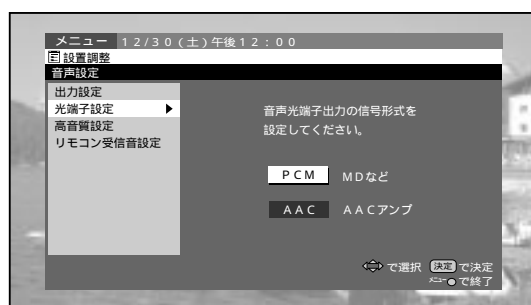 メニュー 12/30(土)午後12:00
設置調整
音声設定
出力設定
光端子設定 ▶
高音質設定
リモコン受信音設定
音声光端子出力の信号形式を
設定してください。
PCM MDなど
AAC AACアンプ
で選択 決定 で決定
メニュー で終了